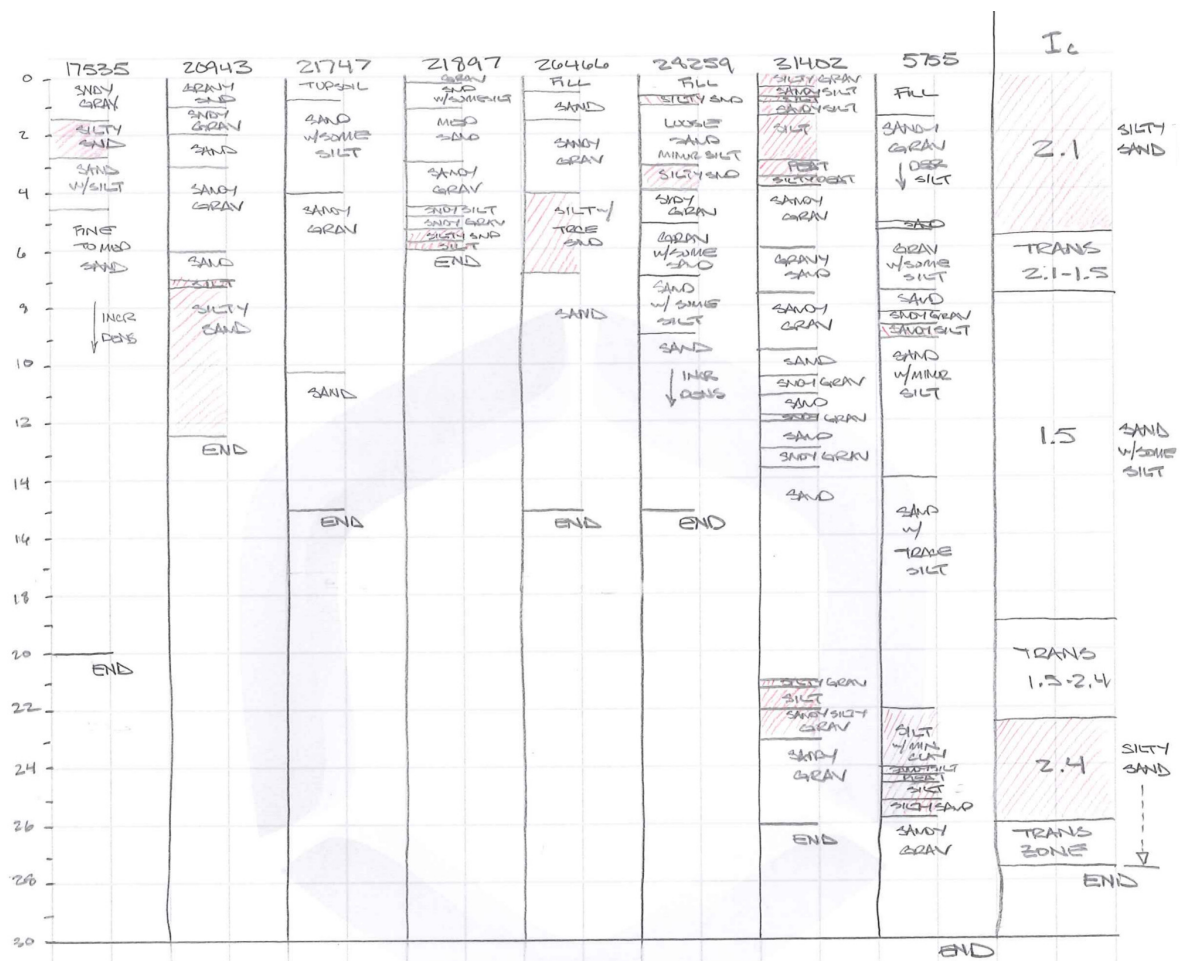 Ic
17535
20943
21747
21897
26466
29259
31402
5755
0
2
4
6
8
10
12
14
16
18
20
22
24
26
28
30
SNDY
GRAV
SILTY
SND
SAND
W/SILT
FINE
TO MED
SAND
INCR
DENS
END
GRAVY
SND
SNDY
GRAV
SAND
SANDY
GRAV
SAND
SILT
SILTY
SAND
END
TOPSOIL
SAND
W/SOME
SILT
SANDY
GRAV
SAND
END
GRAV
SND
W/SOME SILT
MED
SAND
SANDY
GRAV
SNDY SILT
SNDY GRAV
SILTY SND
SILT
END
FILL
SAND
SANDY
GRAV
SILT W/
TRACE
SND
SAND
END
FILL
SILTY SND
LOOSE
SAND
MINOR SILT
SILTY SND
SNDY
GRAV
GRAV
W/SOME
SAND
SAND
W/SOME
SILT
SAND
INCR
DENS
END
SILTY GRAV
SANDY SILT
SILT
SANDY SILT
SILT
PEAT
SILTY PEAT
SANDY
GRAV
GRAVY
SAND
SANDY
GRAV
SAND
SNDY GRAV
SAND
SNDY GRAV
SAND
SNDY GRAV
SAND
SILTY GRAV
SILT
SANDY SILTY
GRAV
SANDY
GRAV
END
FILL
SANDY
GRAV
SILT
SAND
GRAV
W/SOME
SILT
SAND
SNDY GRAV
SANDY SILT
SAND
W/MINOR
SILT
SAND
W/
TRACE
SILT
SILT
W/MIN
CLAY
SNDY SILT
PEAT
SILT
SILTY SAND
SANDY
GRAV
END
2.1
SILTY
SAND
TRANS
2.1-1.5
1.5
SAND
W/SOME
SILT
TRANS
1.5-2.4
2.4
SILTY
SAND
TRANS
ZONE
END